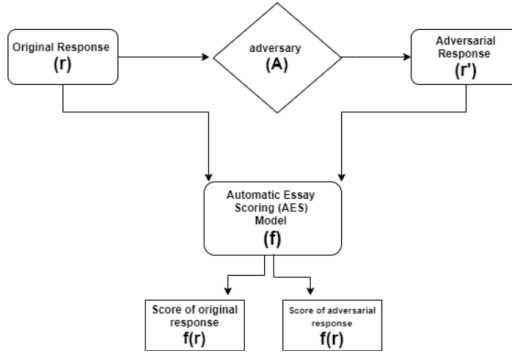 Original Response
(r)
adversary
(A)
Adversarial
Response
(r')
Automatic Essay
Scoring (AES)
Model
(f)
Score of original
response
f(r)
Score of adversarial
response
f(r)